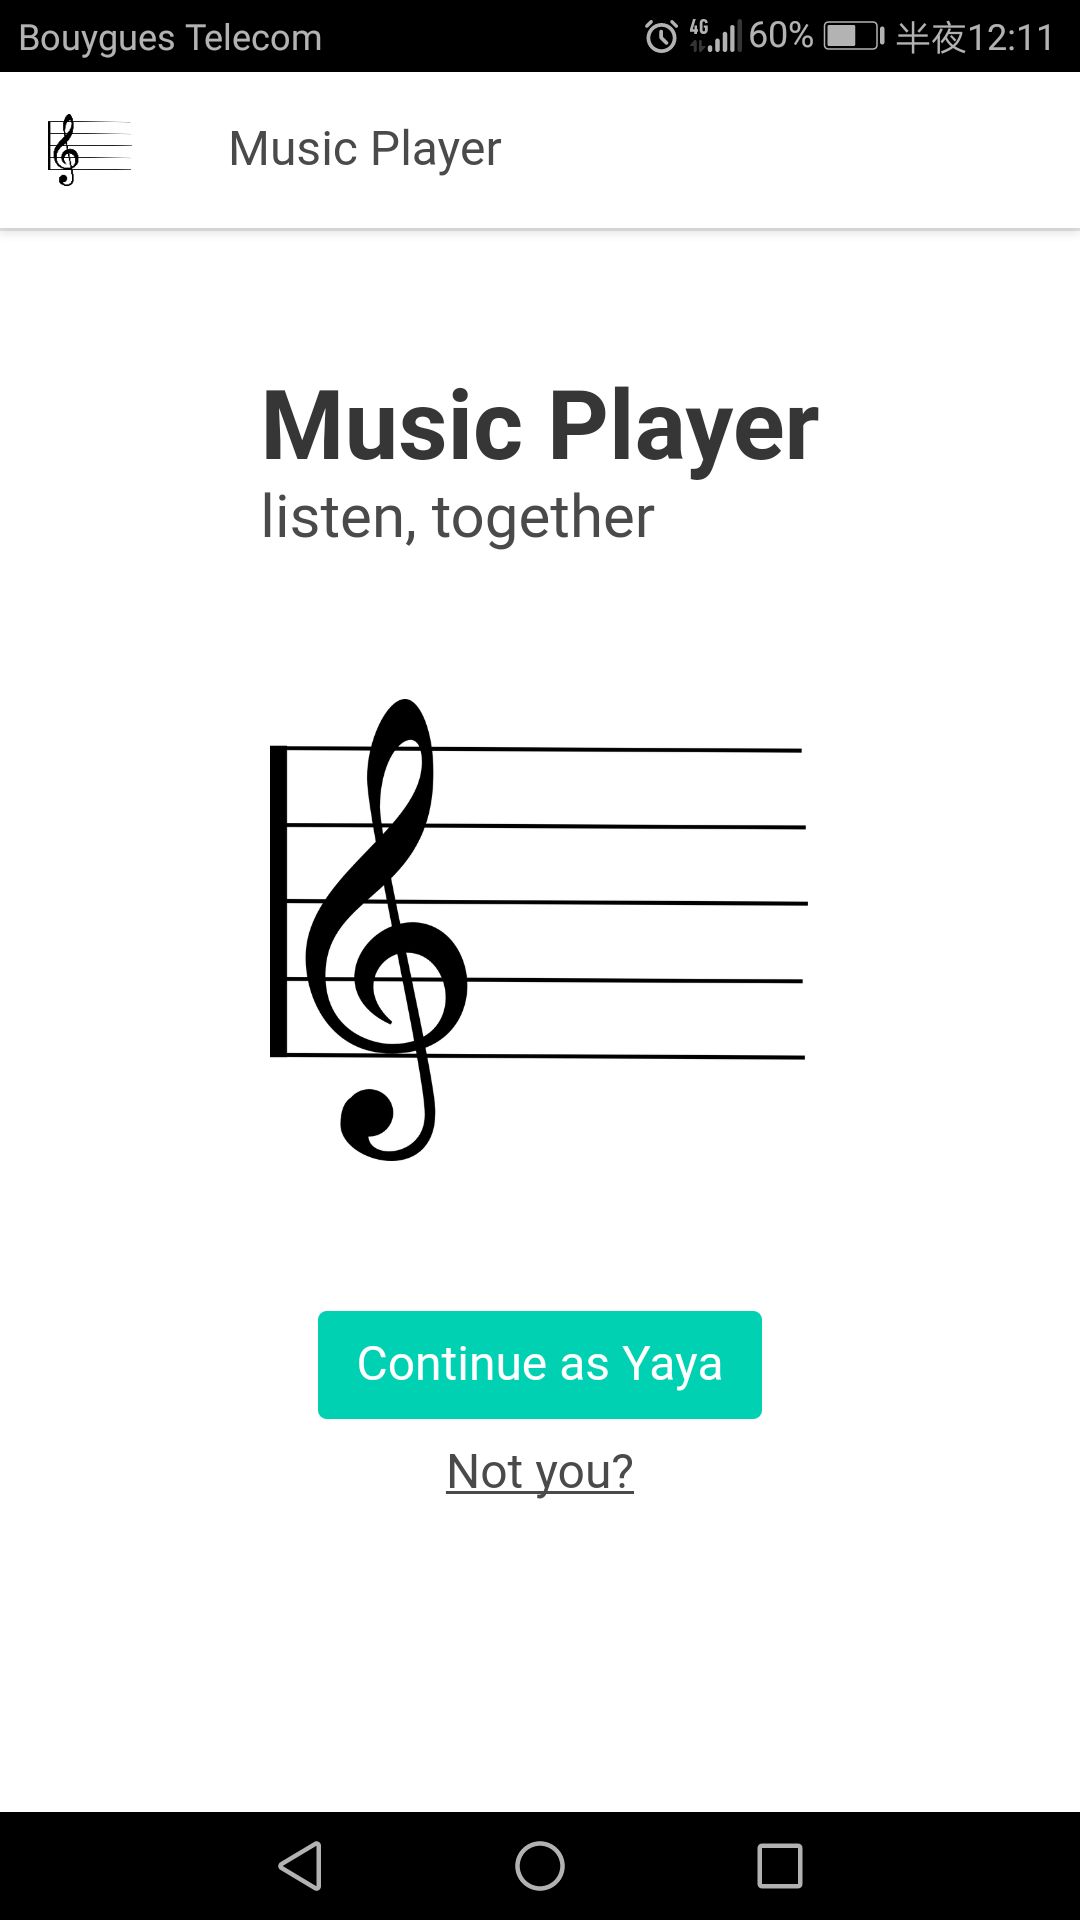 Bouygues Telecom 4G 60% 半夜12:11
Music Player
Music Player
listen, together
Continue as Yaya
Not you?